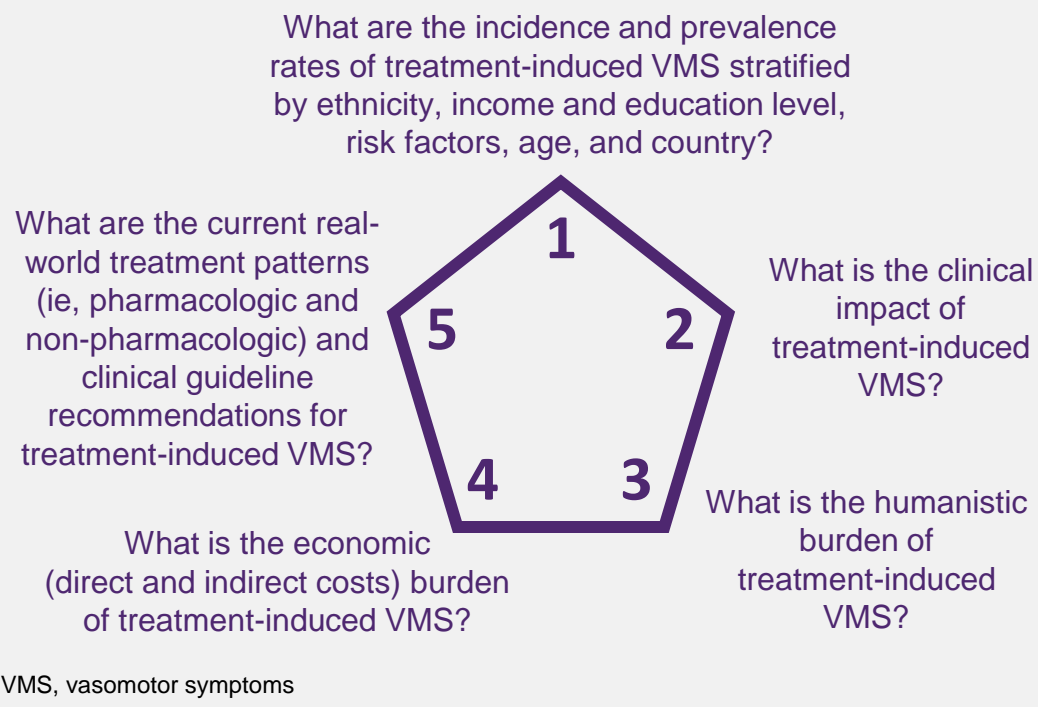 What are the incidence and prevalence
rates of treatment-induced VMS stratified
by ethnicity, income and education level,
risk factors, age, and country?
1
2
What is the clinical
impact of
treatment-induced
VMS?
3
What is the humanistic
burden of
treatment-induced
VMS?
4
What is the economic
(direct and indirect costs) burden
of treatment-induced VMS?
5
What are the current real-
world treatment patterns
(ie, pharmacologic and
non-pharmacologic) and
clinical guideline
recommendations for
treatment-induced VMS?
VMS, vasomotor symptoms